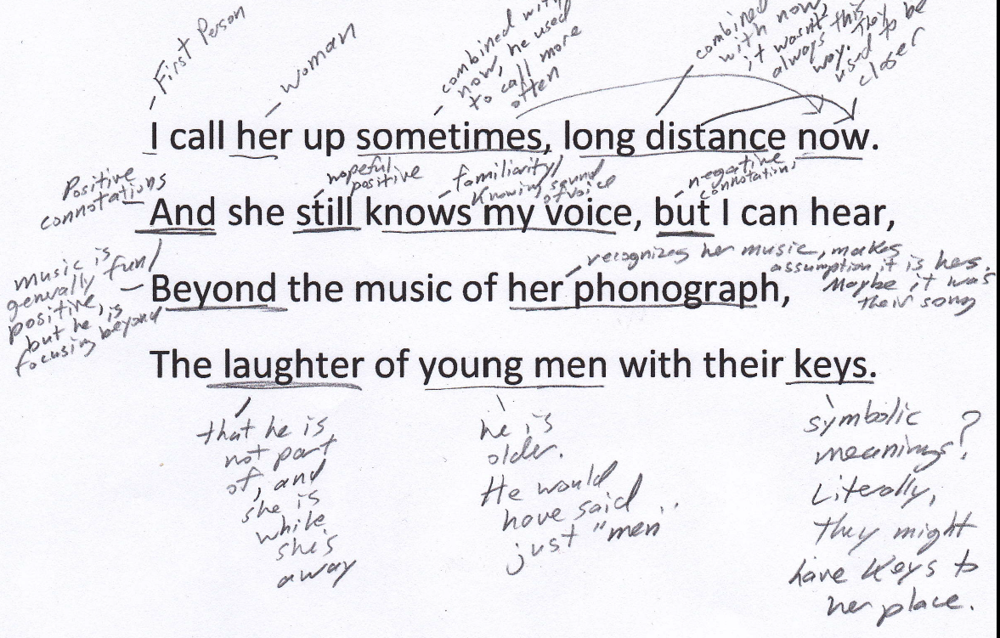 First Person
woman
combined with
now, he used
to call more
often
combined
with now,
it wasn't this
always
way. They
used to be
closer
I call her up sometimes, long distance now.
Positive
connotations
hopeful
positive
familiarity/
Knowing sound
of voice
negative
connotation
And she still knows my voice, but I can hear,
music is
generally fun/
positive,
but he is
focusing beyond
recognizes her music, makes
assumption it is hers.
Maybe it was
their song
Beyond the music of her phonograph,
The laughter of young men with their keys.
that he is
not part
of, and
she is
while
she's
away
he is
older.
He would
have said
just "men"
symbolic
meanings?
Literally,
they might
have Keys to
her place.